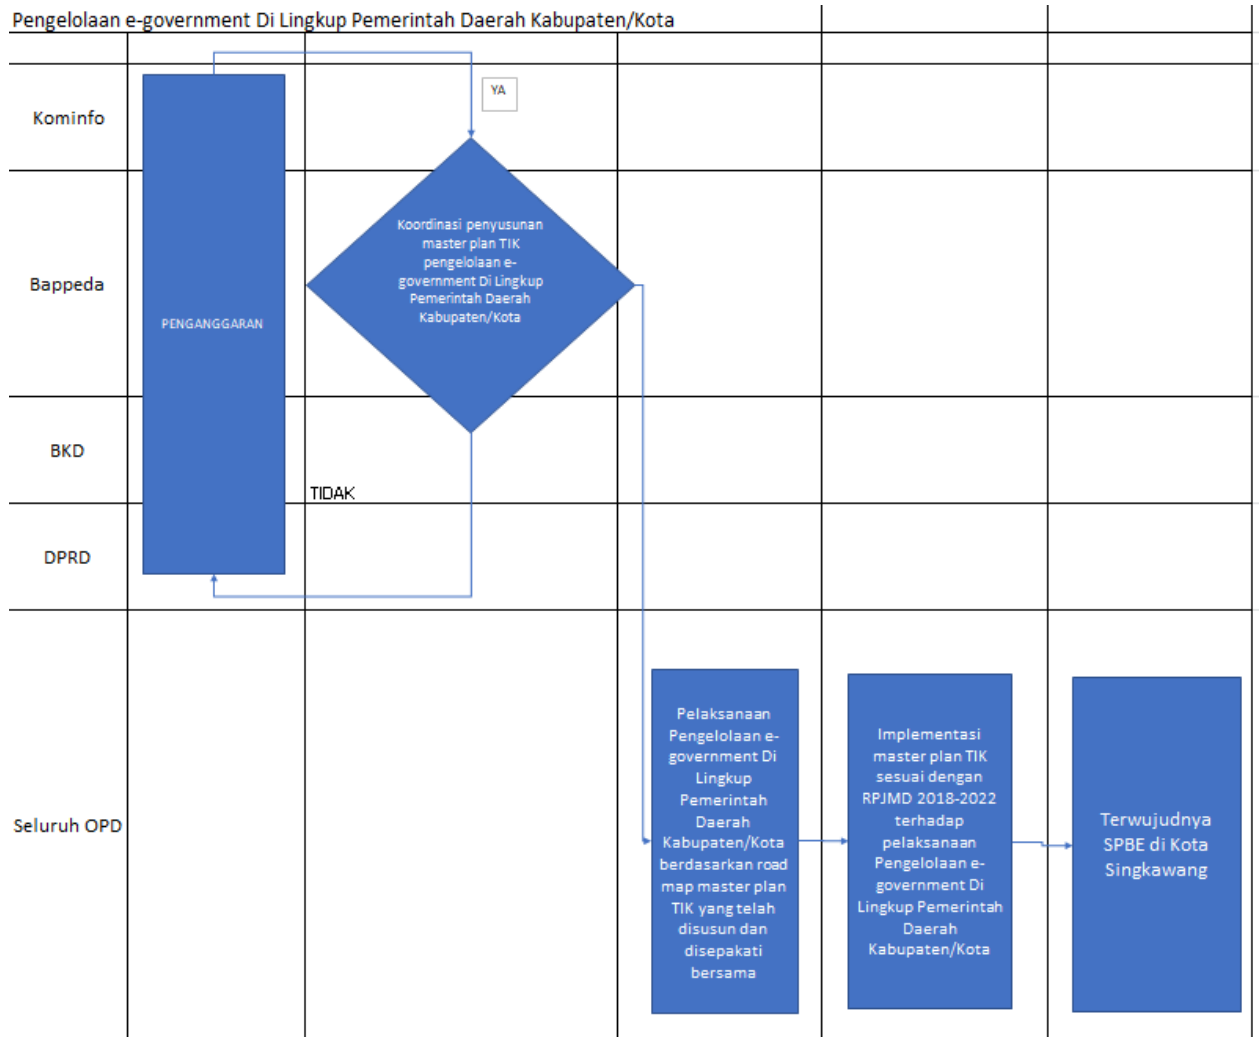 Pengelolaan e-government Di Lingkup Pemerintah Daerah Kabupaten/Kota
Kominfo
YA
Bappeda
PENGANGGARAN
Koordinasi penyusunan
master plan TIK
pengelolaan e-
government Di Lingkup
Pemerintah Daerah
Kabupaten/Kota
BKD
TIDAK
DPRD
Seluruh OPD
Pelaksanaan
Pengelolaan e-
government Di
Lingkup
Pemerintah
Daerah
Kabupaten/Kota
berdasarkan road
map master plan
TIK yang telah
disusun dan
disepakati
bersama
Implementasi
master plan TIK
sesuai dengan
RPJMD 2018-2022
terhadap
pelaksanaan
Pengelolaan e-
government Di
Lingkup Pemerintah
Daerah
Kabupaten/Kota
Terwujudnya
SPBE di Kota
Singkawang